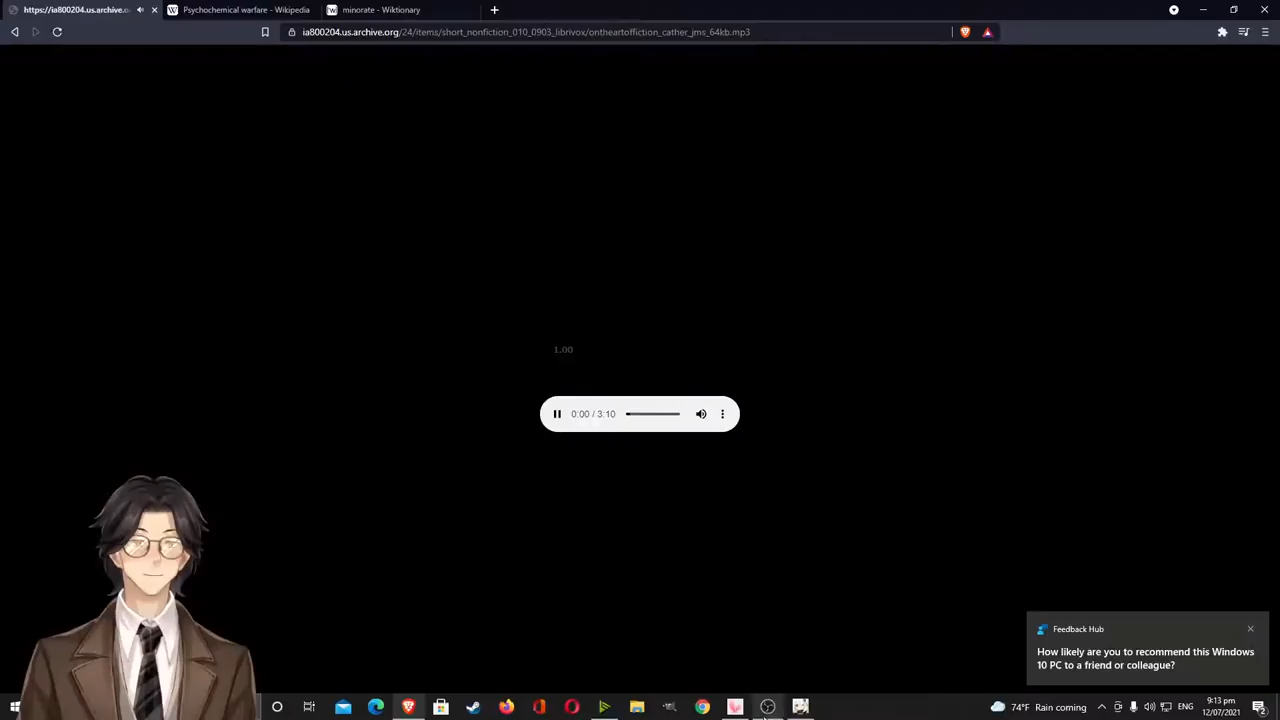 https://ia800204.us.archive.o
Psychochemical warfare - Wikipedia
minorate - Wiktionary
ia800204.us.archive.org/24/items/short_nonfiction_010_0903_librivox/ontheartoffiction_cather_jms_64kb.mp3
1.00
0:00 / 3:10
Feedback Hub
How likely are you to recommend this Windows
10 PC to a friend or colleague?
74°F Rain coming
ENG
9:13 pm
12/07/2021
2